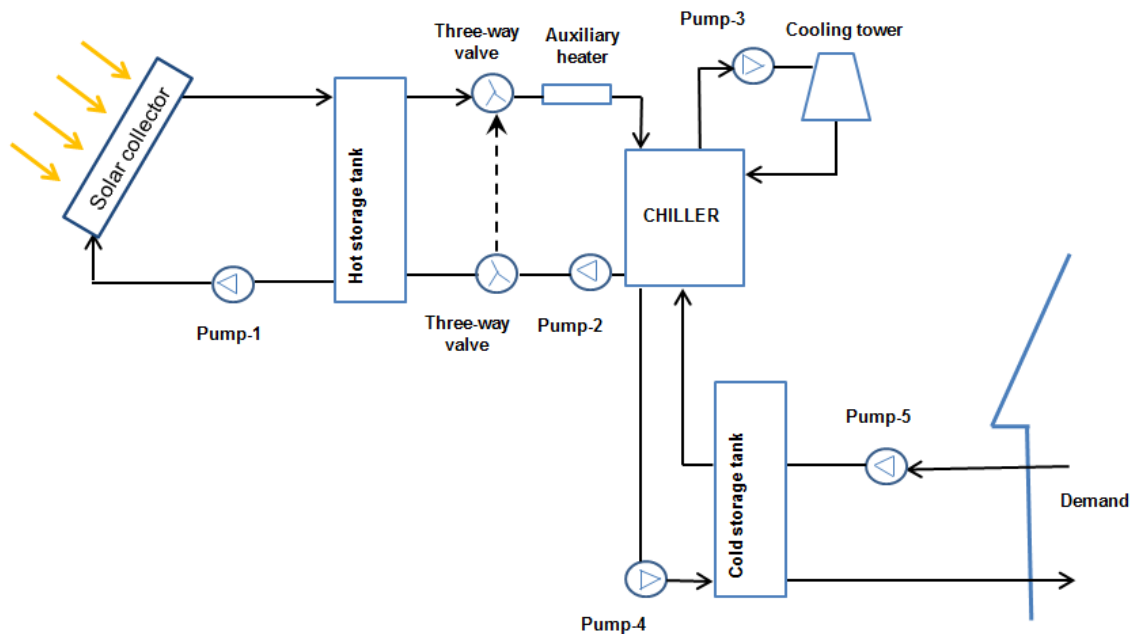 Pump-3
Cooling tower
Three-way
valve
Auxiliary
heater
Solar collector
Hot storage tank
CHILLER
Pump-1
Three-way
valve
Pump-2
Cold storage tank
Pump-5
Demand
Pump-4